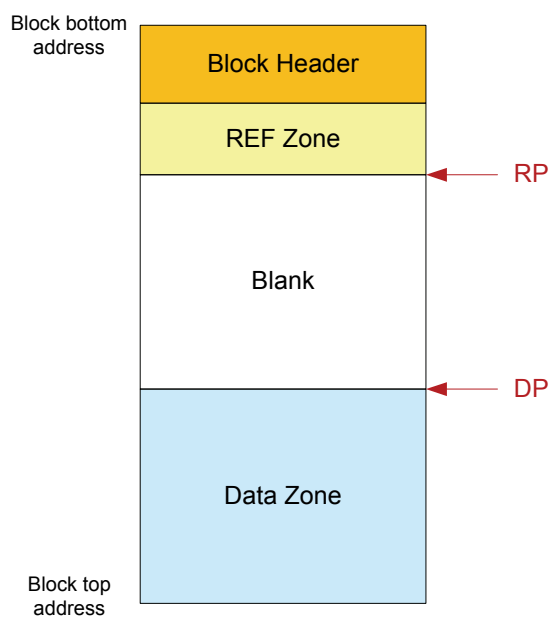 Block bottom
address
Block Header
REF Zone
RP
Blank
DP
Data Zone
Block top
address